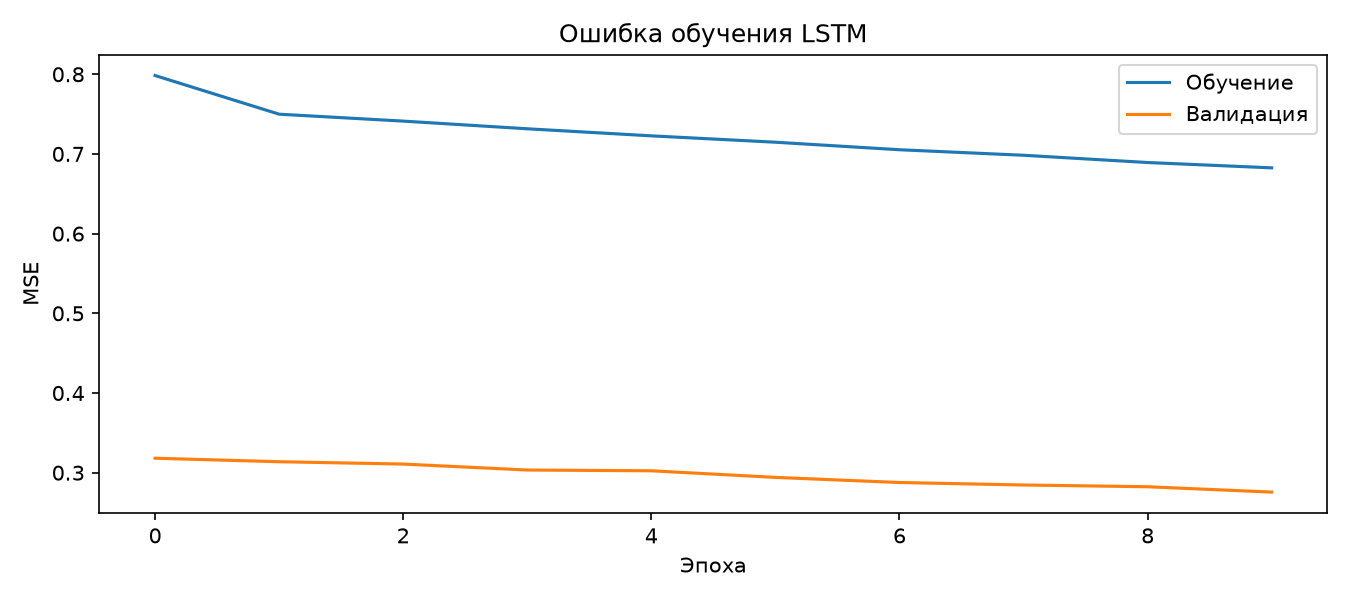 Ошибка обучения LSTM
Обучение
Валидация
MSE
0.8
0.7
0.6
0.5
0.4
0.3
0 2 4 6 8
Эпоха